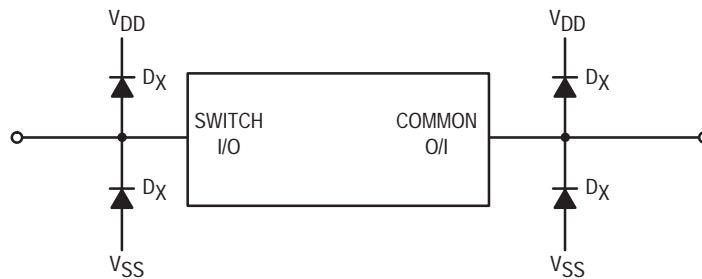 VDD
VDD
DX
DX
SWITCH
I/O
COMMON
O/I
DX
DX
VSS
VSS